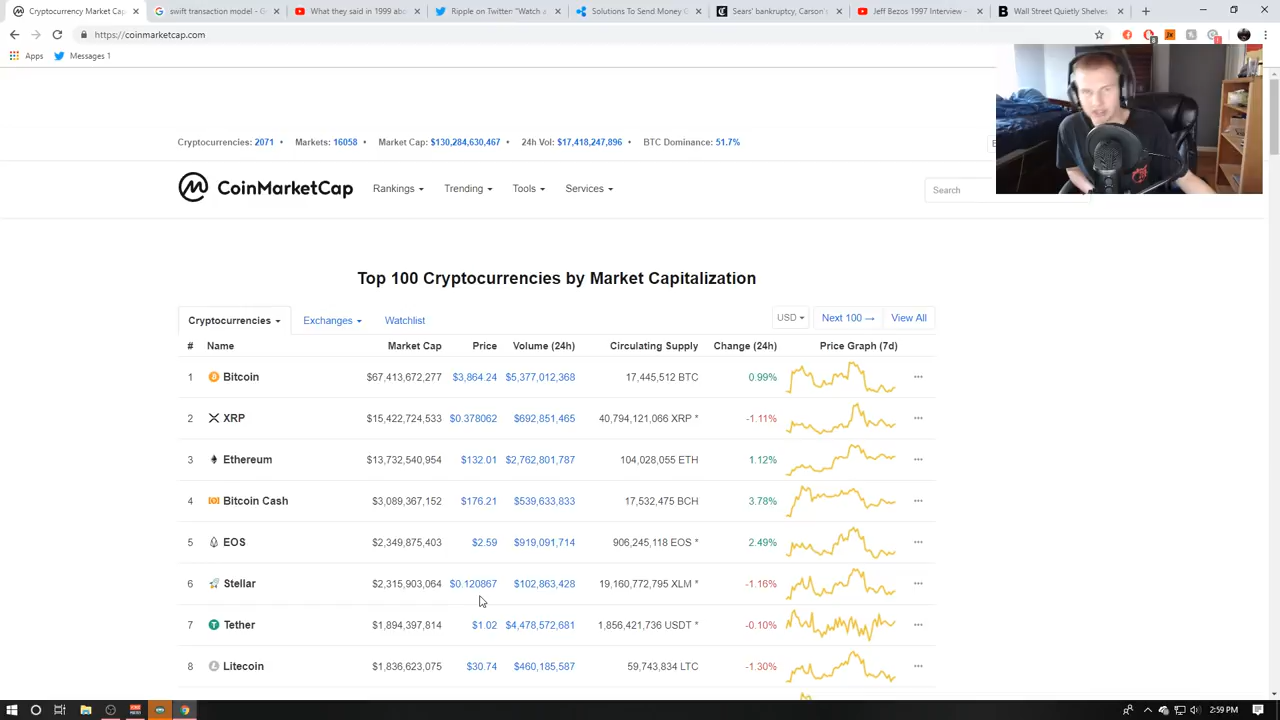 Currency Market Ca
swift transaction model - G
What they said in 1999 abo
Ripple on Twitter: "Watch a
Solutions To Send Money G
Sears' bankruptcy, Carson's
Jeff Bezos 1997 Interview -
Wall Street Quietly Shelves
https://coinmarketcap.com
Apps
Messages 1
Cryptocurrencies: 2071 • Markets: 16058 • Market Cap: $130,284,630,467 • 24h Vol: $17,418,247,896 • BTC Dominance: 51.7%
CoinMarketCap
Rankings
Trending
Tools
Services
Search
Top 100 Cryptocurrencies by Market Capitalization
Cryptocurrencies
Exchanges
Watchlist
USD
Next 100 →
View All
# Name Market Cap Price Volume (24h) Circulating Supply Change (24h) Price Graph (7d)
1 Bitcoin $67,413,672,277 $3,864.24 $5,377,012,368 17,445,512 BTC 0.99%
2 XRP $15,422,724,533 $0.378062 $692,851,465 40,794,121,066 XRP * -1.11%
3 Ethereum $13,732,540,954 $132.01 $2,762,801,787 104,028,055 ETH 1.12%
4 Bitcoin Cash $3,089,367,152 $176.21 $539,633,833 17,532,475 BCH 3.78%
5 EOS $2,349,875,403 $2.59 $919,091,714 906,245,118 EOS * 2.49%
6 Stellar $2,315,903,064 $0.120867 $102,863,428 19,160,772,795 XLM * -1.16%
7 Tether $1,894,397,814 $1.02 $4,478,572,681 1,856,421,736 USDT * -0.10%
8 Litecoin $1,836,623,075 $30.74 $460,185,587 59,743,834 LTC -1.30%
2:59 PM